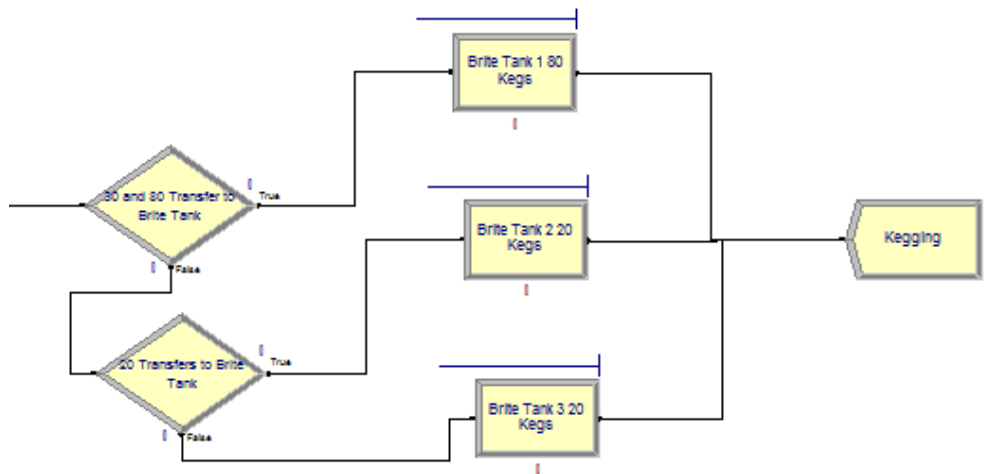 Brite Tank 1 80
Kegs
and 80 Transfer to
Brite Tank
True
False
Brite Tank 2 20
Kegs
Kegging
20 Transfers to Brite
Tank
True
False
Brite Tank 3 20
Kegs